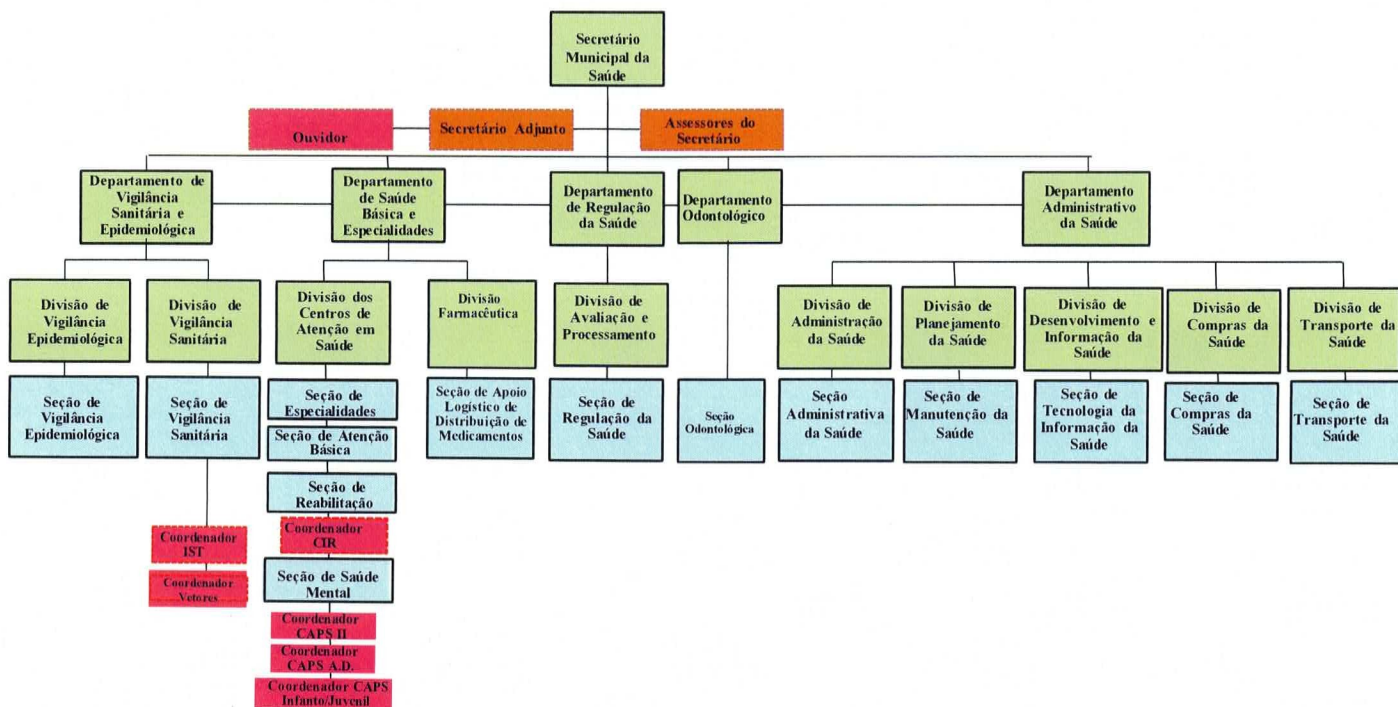 Secretário
Municipal da
Saúde
Ouvidor
Secretário Adjunto
Assessores do
Secretário
Departamento de
Vigilância
Sanitária e
Epidemiológica
Departamento
de Saúde
Básica e
Especialidades
Departamento
de Regulação
da Saúde
Departamento
Odontológico
Departamento
Administrativo
da Saúde
Divisão de
Vigilância
Epidemiológica
Divisão de
Vigilância
Sanitária
Divisão dos
Centros de
Atenção em
Saúde
Divisão
Farmacêutica
Divisão de
Avaliação e
Processamento
Divisão de
Administração
da Saúde
Divisão de
Planejamento
da Saúde
Divisão de
Desenvolvimento e
Informação da
Saúde
Divisão de
Compras da
Saúde
Divisão de
Transporte da
Saúde
Seção de
Vigilância
Epidemiológica
Seção de
Vigilância
Sanitária
Seção de
Especialidades
Seção de Atenção
Básica
Seção de
Reabilitação
Coordenador
CIR
Seção de Saúde
Mental
Coordenador
CAPS II
Coordenador
CAPS A.D.
Coordenador CAPS
Infanto/Juvenil
Seção de Apoio
Logístico de
Distribuição de
Medicamentos
Seção de
Regulação da
Saúde
Seção
Odontológica
Seção
Administrativa
da Saúde
Seção de
Manutenção da
Saúde
Seção de
Tecnologia da
Informação da
Saúde
Seção de
Compras da
Saúde
Seção de
Transporte da
Saúde
Coordenador
IST
Coordenador
Vetores